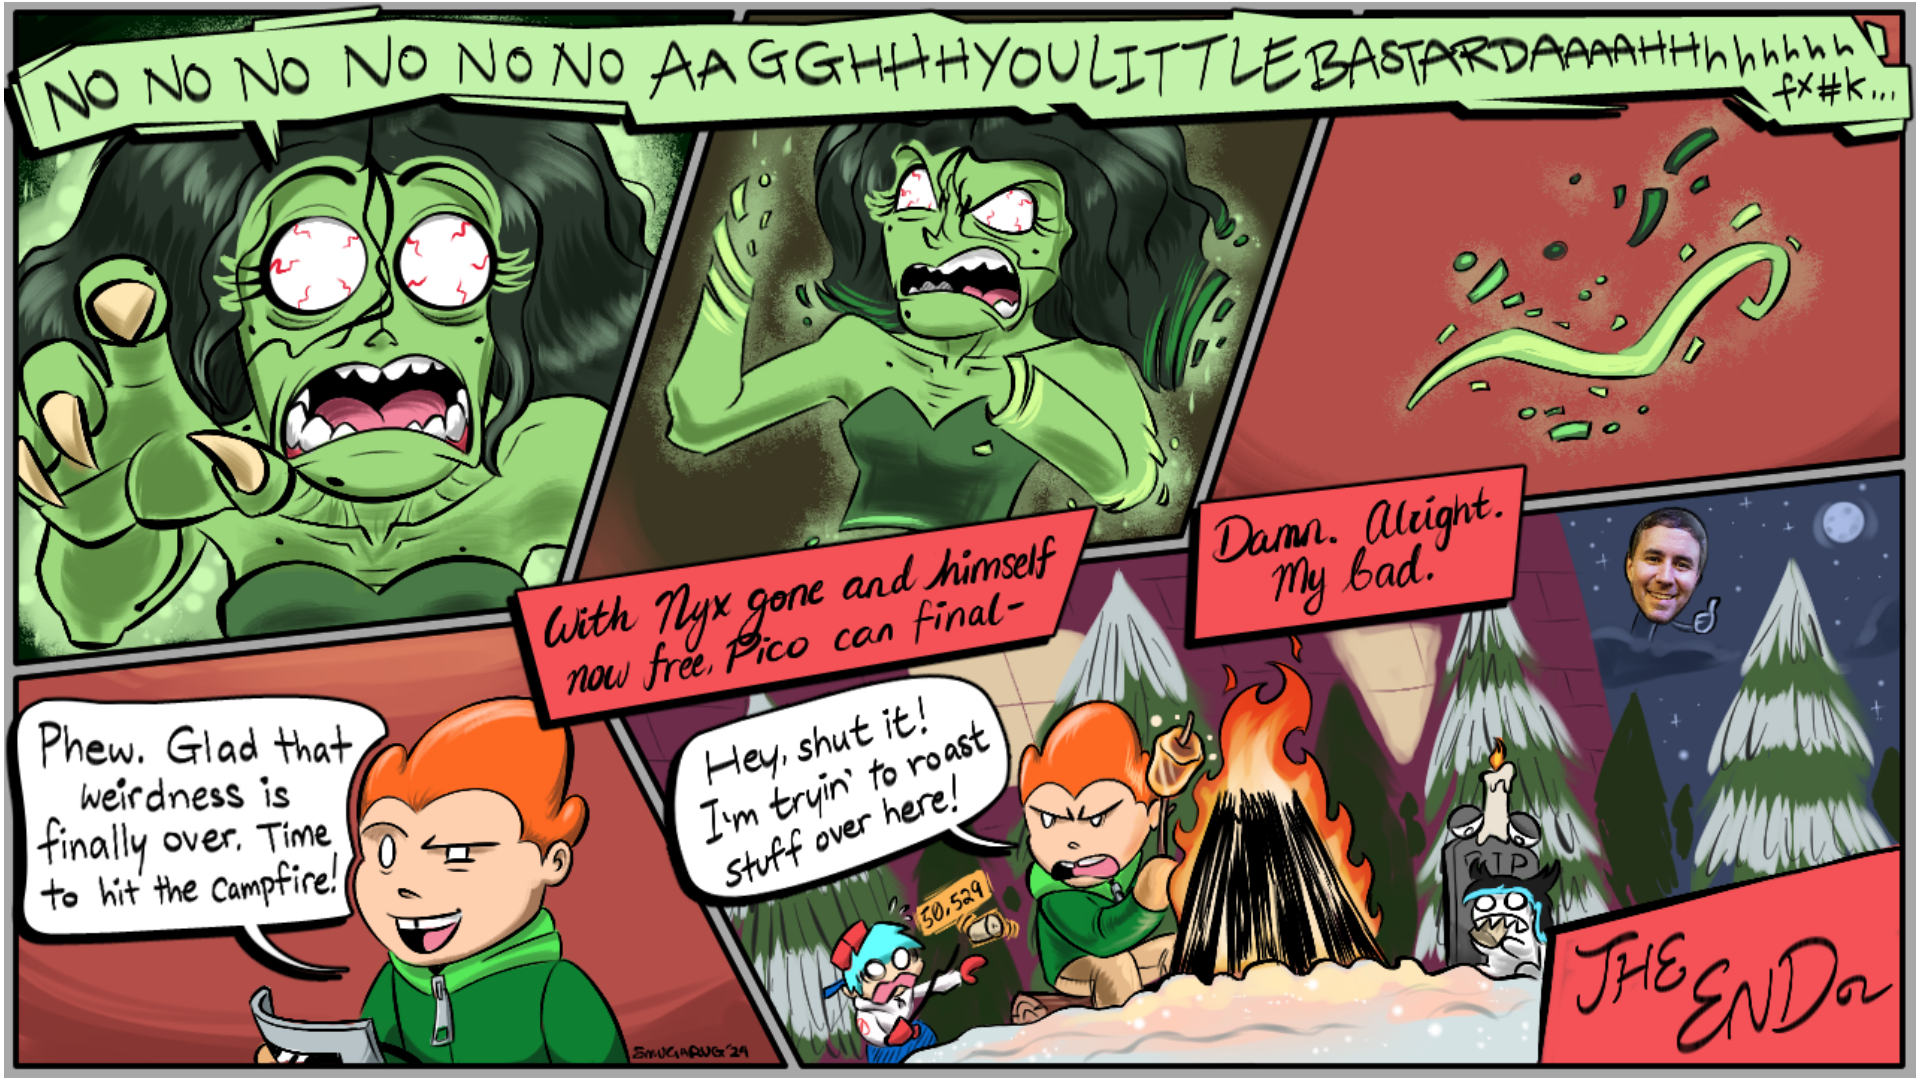 NO NO NO NO NO NO AAGGHHHYOULITTLEBASTARDAAAAHHhhhhhh
fx#k...
With Nyx gone and himself
now free, Pico can final-
Damn. Alright.
My bad.
Phew. Glad that
weirdness is
finally over. Time
to hit the campfire!
Hey, shut it!
I'm tryin' to roast
stuff over here!
50,529
IP
THE
END
SMUGARUG '24